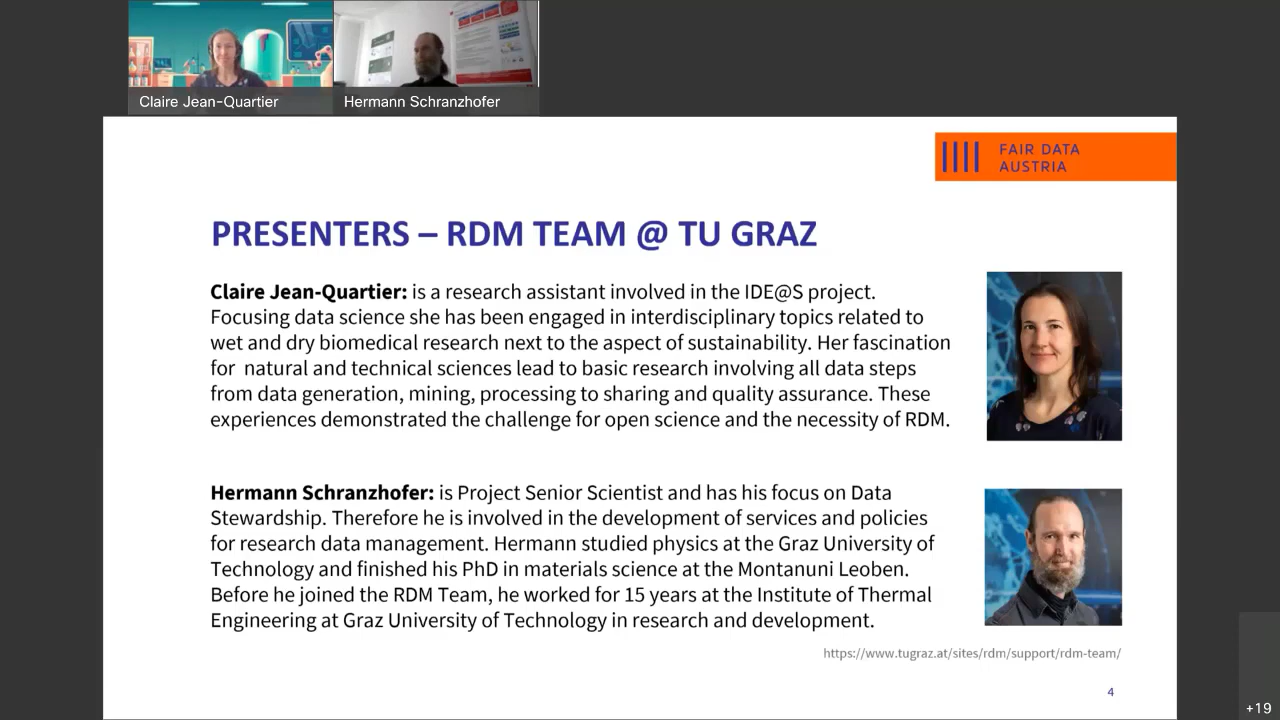 Claire Jean-Quartier
Hermann Schranzhofer
FAIR DATA
AUSTRIA
PRESENTERS – RDM TEAM @ TU GRAZ
Claire Jean-Quartier: is a research assistant involved in the IDE@S project.
Focusing data science she has been engaged in interdisciplinary topics related to
wet and dry biomedical research next to the aspect of sustainability. Her fascination
for  natural and technical sciences lead to basic research involving all data steps
from data generation, mining, processing to sharing and quality assurance. These
experiences demonstrated the challenge for open science and the necessity of RDM.
Hermann Schranzhofer: is Project Senior Scientist and has his focus on Data
Stewardship. Therefore he is involved in the development of services and policies
for research data management. Hermann studied physics at the Graz University of
Technology and finished his PhD in materials science at the Montanuni Leoben.
Before he joined the RDM Team, he worked for 15 years at the Institute of Thermal
Engineering at Graz University of Technology in research and development.
https://www.tugraz.at/sites/rdm/support/rdm-team/
4
+19